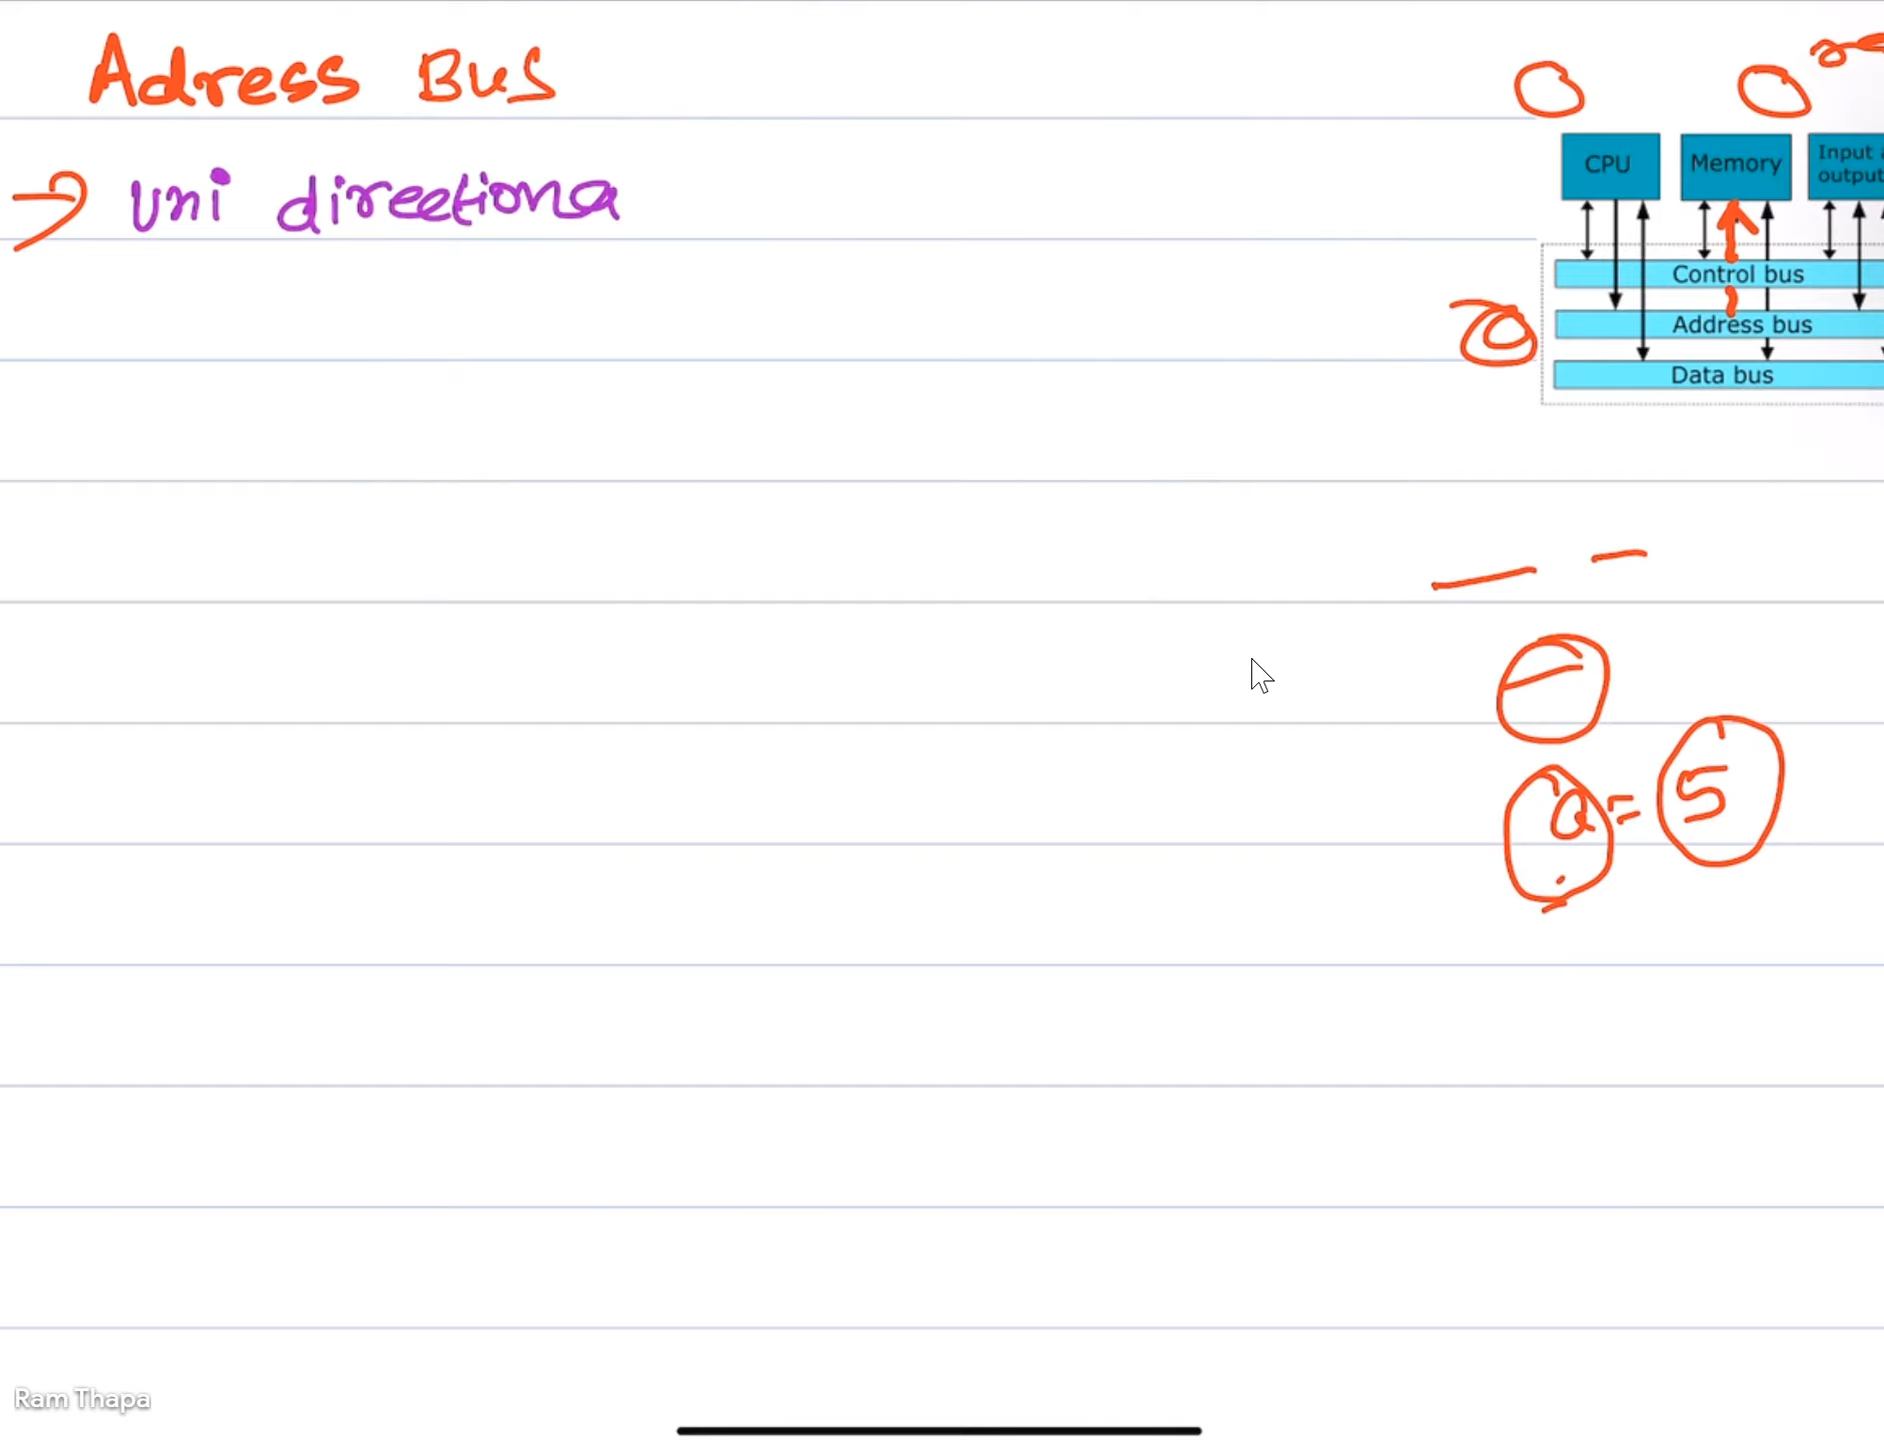 Adress Bus
Uni directiona
CPU
Memory
Input
output
Control bus
Address bus
Data bus
a = 5
Ram Thapa